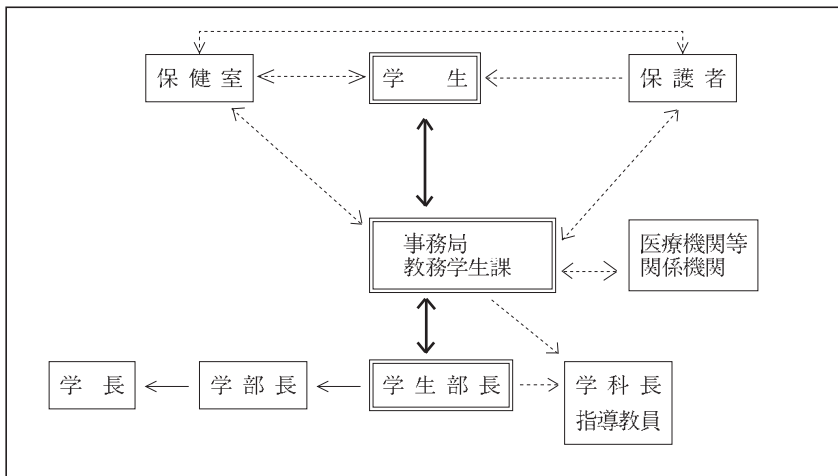 保健室
学生
保護者
事務局
教務学生課
医療機関等
関係機関
学長
学部長
学生部長
学科長
指導教員